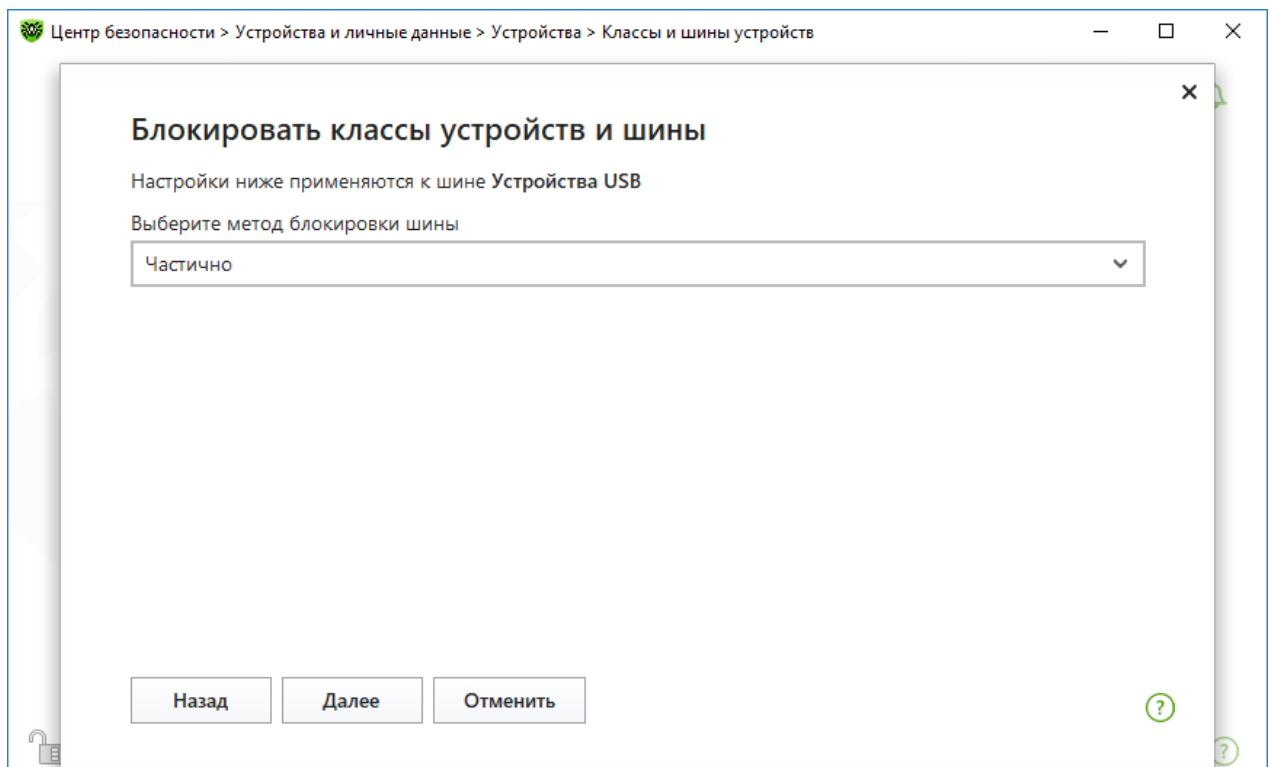 Центр безопасности > Устройства и личные данные > Устройства > Классы и шины устройств
Блокировать классы устройств и шины
Настройки ниже применяются к шине Устройства USB
Выберите метод блокировки шины
Частично
Назад
Далее
Отменить
?
?